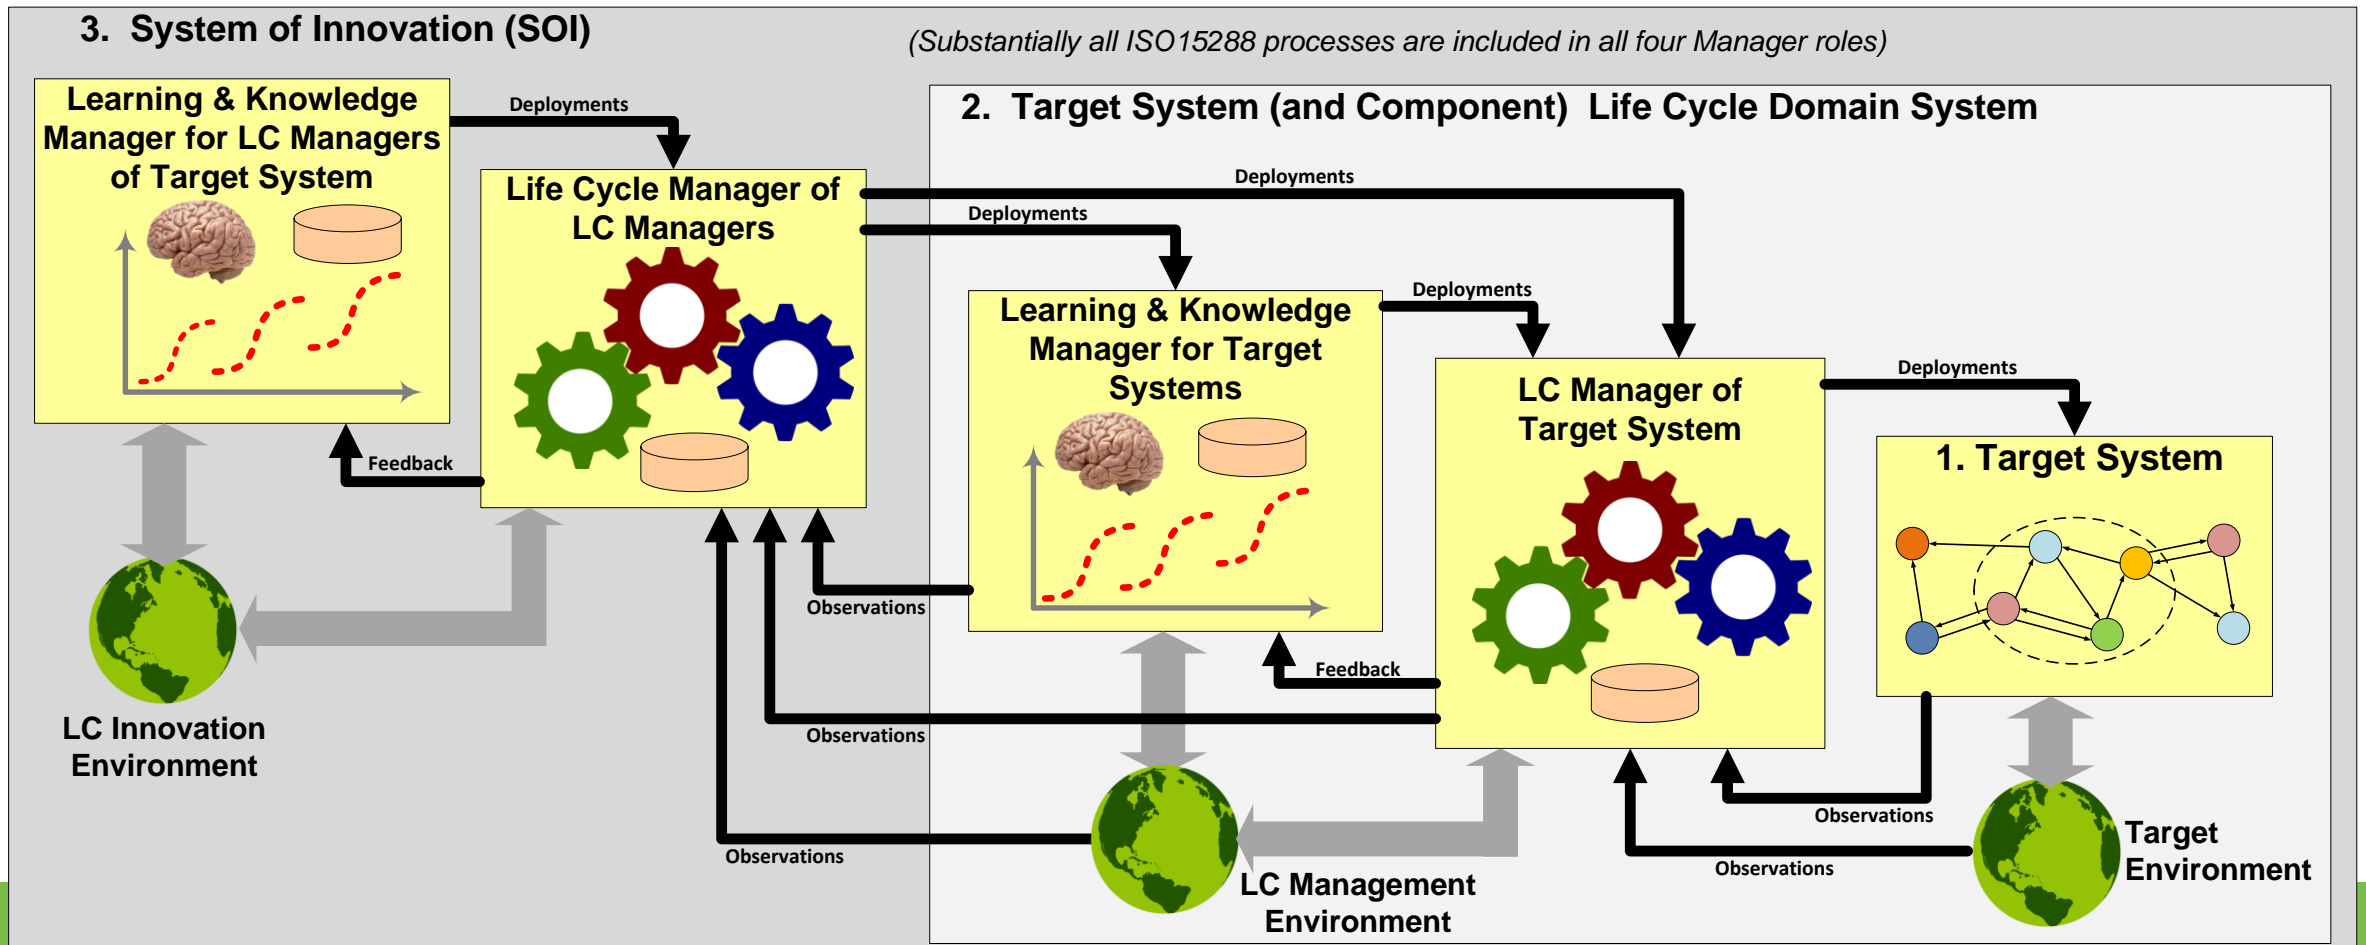 3. System of Innovation (SOI)
(Substantially all ISO15288 processes are included in all four Manager roles)
Learning & Knowledge
Manager for LC Managers
of Target System
Deployments
2. Target System (and Component) Life Cycle Domain System
Life Cycle Manager of
LC Managers
Deployments
Deployments
Learning & Knowledge
Manager for Target
Systems
Deployments
LC Manager of
Target System
Deployments
1. Target System
Feedback
Observations
Feedback
Observations
Observations
Observations
Observations
LC Innovation
Environment
LC Management
Environment
Target
Environment